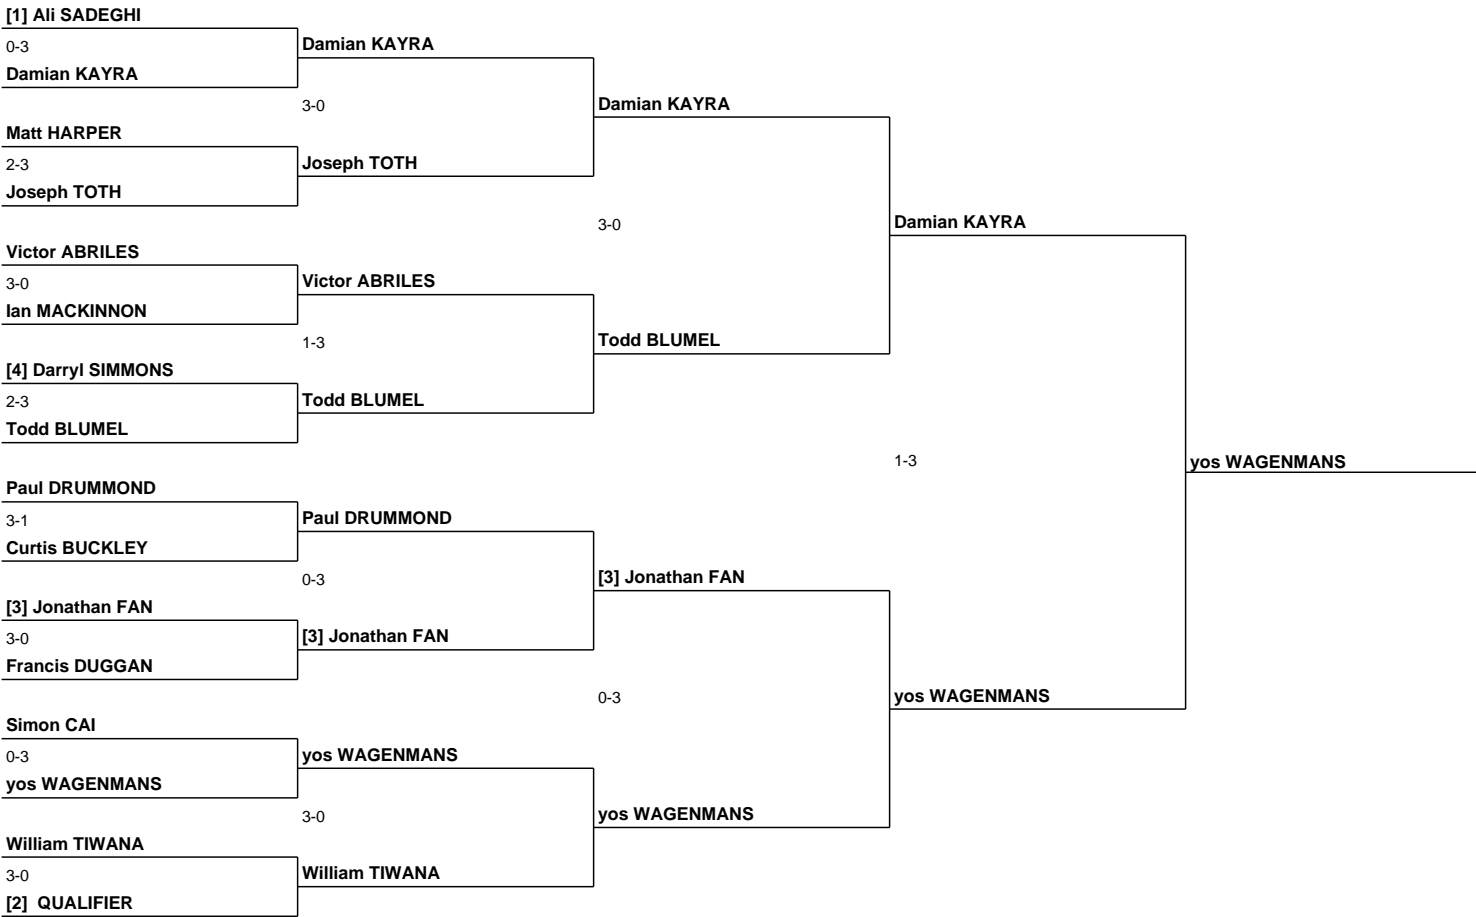 [1] Ali SADEGHI
0-3
Damian KAYRA
Damian KAYRA
3-0
Damian KAYRA
Matt HARPER
2-3
Joseph TOTH
Joseph TOTH
3-0
Damian KAYRA
Victor ABRILES
3-0
Ian MACKINNON
Victor ABRILES
1-3
Todd BLUMEL
[4] Darryl SIMMONS
2-3
Todd BLUMEL
Todd BLUMEL
1-3
yos WAGENMANS
Paul DRUMMOND
3-1
Curtis BUCKLEY
Paul DRUMMOND
0-3
[3] Jonathan FAN
[3] Jonathan FAN
3-0
Francis DUGGAN
[3] Jonathan FAN
0-3
yos WAGENMANS
Simon CAI
0-3
yos WAGENMANS
yos WAGENMANS
3-0
yos WAGENMANS
William TIWANA
3-0
[2] QUALIFIER
William TIWANA